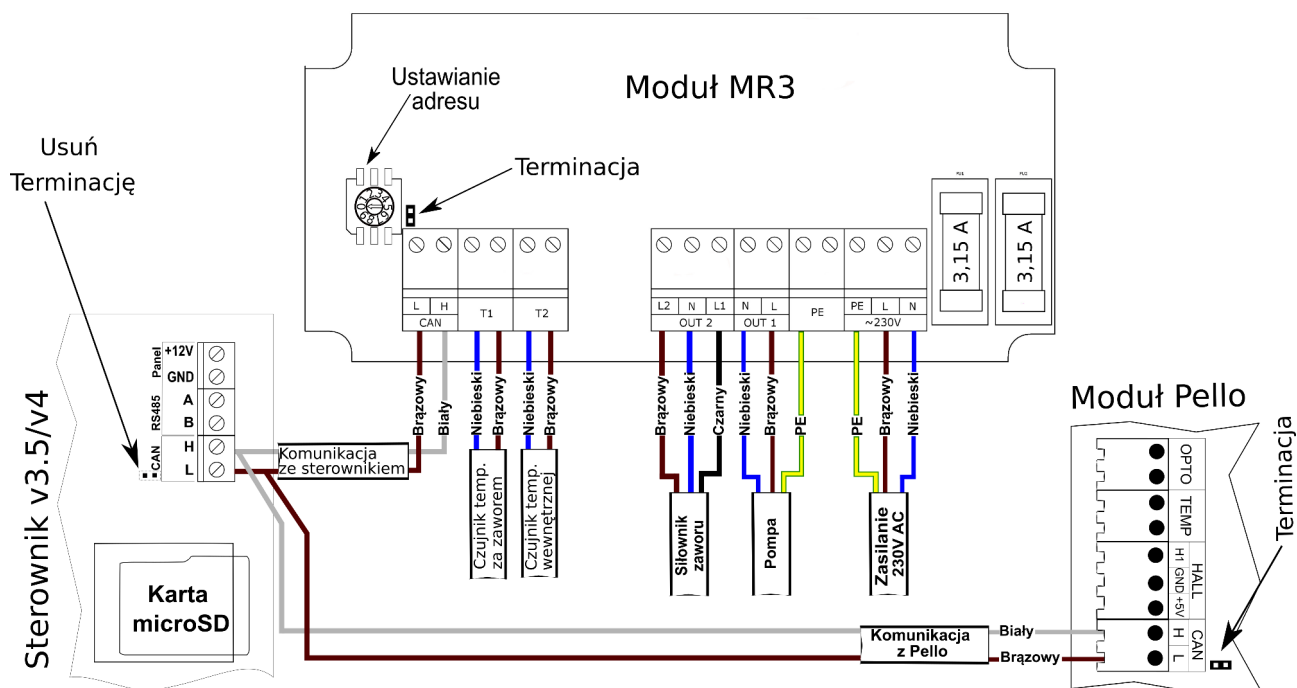 Moduł MR3
Ustawianie
adresu
Usuń
Terminację
Terminacja
3,15 A
3,15 A
L
H
CAN
T1
T2
L2
N
L1
OUT 2
N
L
OUT 1
PE
PE
L
N
~230V
Sterownik v3.5/v4
Panel
+12V
GND
RS485
A
B
CAN
H
L
Brązowy
Biały
Niebieski
Brązowy
Niebieski
Brązowy
Brązowy
Niebieski
Czarny
Niebieski
Brązowy
PE
PE
Brązowy
Niebieski
Komunikacja
ze sterownikiem
Czujnik temp.
za zaworem
Czujnik temp.
wewnętrznej
Siłownik
zaworu
Pompa
Zasilanie
230V AC
Karta
microSD
Moduł Pello
OPTO
TEMP
H1
GND
+5V
HALL
H
L
CAN
Terminacja
Komunikacja
z Pello
Biały
Brązowy